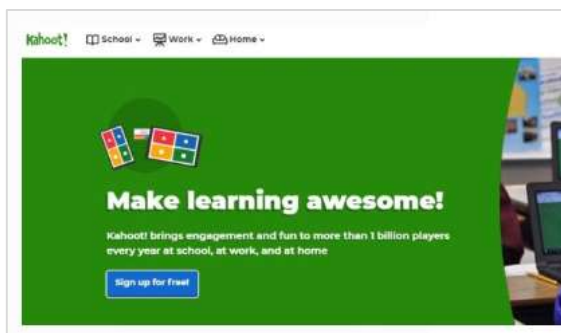 Kahoot! School Work Home
Make learning awesome!
Kahoot! brings engagement and fun to more than 1 billion players
every year at school, at work, and at home
Sign up for free!